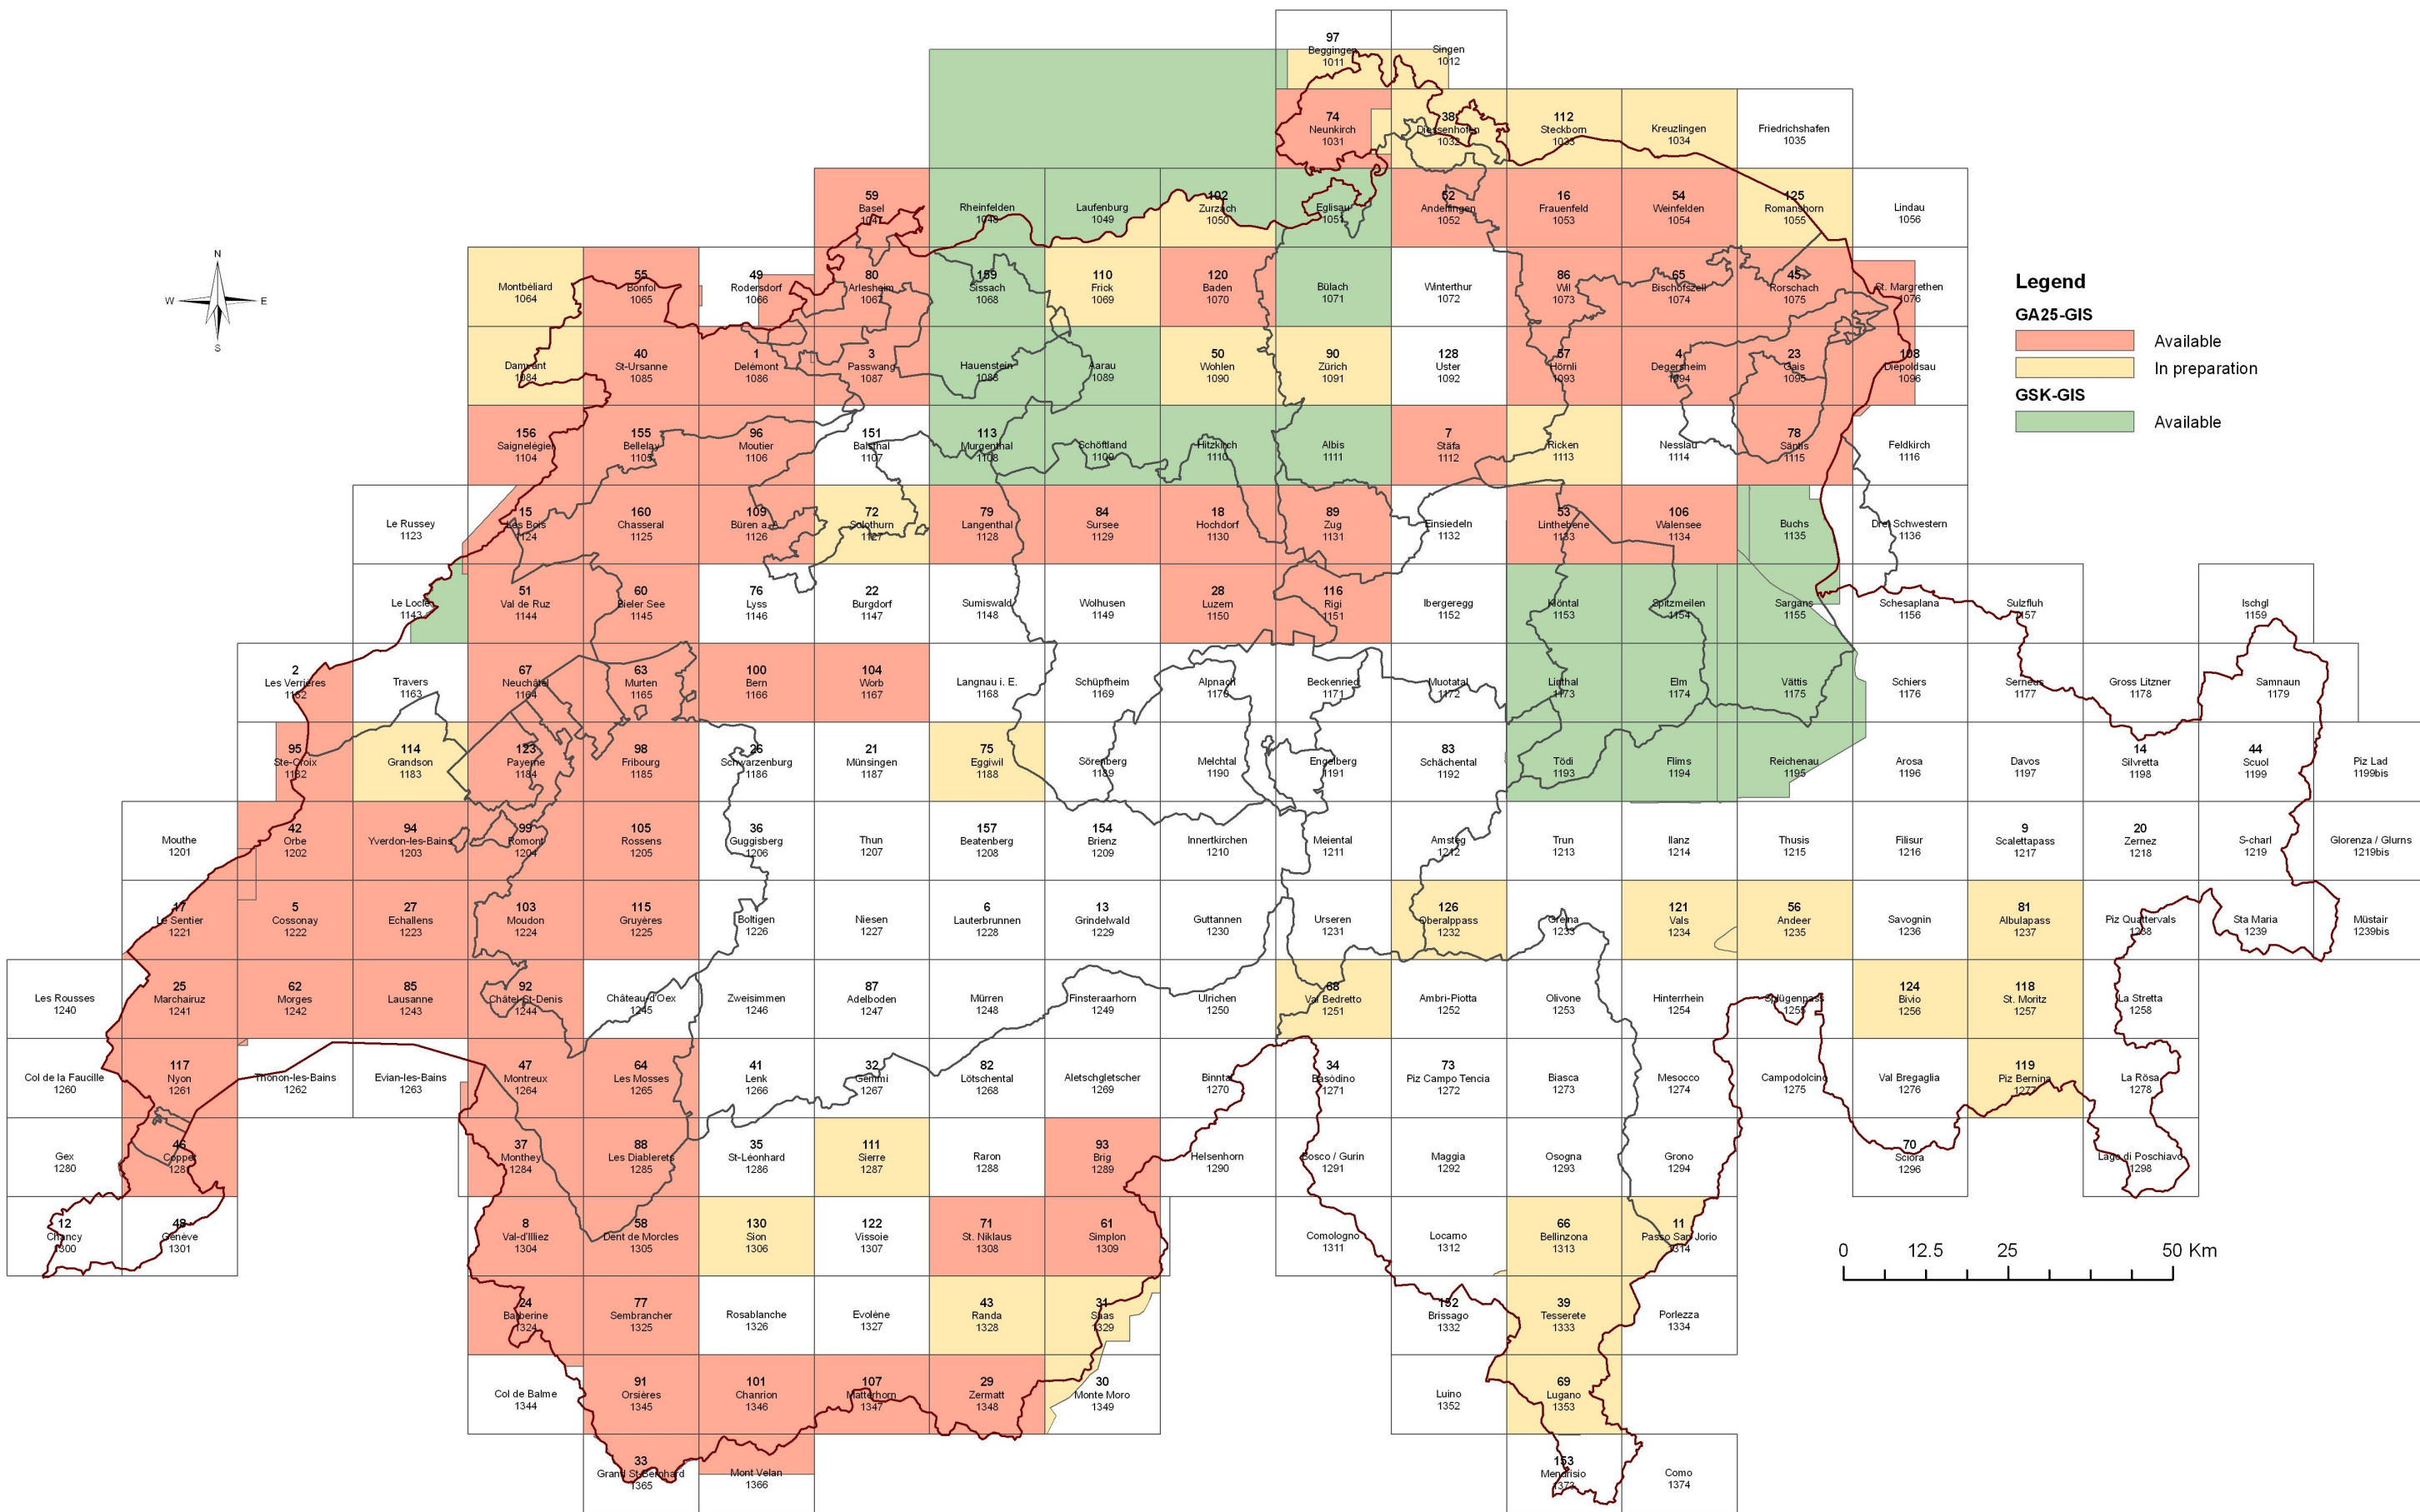 97
Beggingen
1011
Singen
1012
74
Neunkirch
1031
38
Diessenhofen
1032
112
Steckborn
1033
Kreuzlingen
1034
Friedrichshafen
1035
59
Basel
1047
Rheinfelden
1048
Laufenburg
1049
102
Zurzach
1050
Eglisau
1051
52
Andelfingen
1052
16
Frauenfeld
1053
54
Weinfelden
1054
125
Romanshorn
1055
Lindau
1056
N
W
E
S
Montbéliard
1064
55
Bonfol
1065
49
Rodersdorf
1066
80
Arlesheim
1067
159
Sissach
1068
110
Frick
1069
120
Baden
1070
Bülach
1071
Winterthur
1072
86
Wil
1073
65
Bischofszell
1074
45
Rorschach
1075
St. Margrethen
1076
Legend
GA25-GIS
Available
In preparation
GSK-GIS
Available
Damvant
1084
40
St-Ursanne
1085
1
Delémont
1086
3
Passwang
1087
Hauenstein
1088
Aarau
1089
50
Wohlen
1090
90
Zürich
1091
128
Uster
1092
57
Hörnli
1093
4
Degersheim
1094
23
Gais
1095
108
Diepoldsau
1096
156
Saignelégier
1104
155
Bellelay
1105
96
Moutier
1106
151
Balsthal
1107
113
Murgenthal
1108
Schöftland
1109
Hitzkirch
1110
Albis
1111
7
Stäfa
1112
Ricken
1113
Nesslau
1114
78
Säntis
1115
Feldkirch
1116
Le Russey
1123
15
Les Bois
1124
160
Chasseral
1125
109
Büren a. A.
1126
72
Solothurn
1127
79
Langenthal
1128
84
Sursee
1129
18
Hochdorf
1130
89
Zug
1131
Einsiedeln
1132
53
Linthebene
1133
106
Walensee
1134
Buchs
1135
Drei Schwestern
1136
Le Locle
1143
51
Val de Ruz
1144
60
Bieler See
1145
76
Lyss
1146
22
Burgdorf
1147
Sumiswald
1148
Wolhusen
1149
28
Luzern
1150
116
Rigi
1151
Ibergeregg
1152
Klöntal
1153
Spitzmeilen
1154
Sargans
1155
Schesaplana
1156
Sulzfluh
1157
Ischgl
1159
2
Les Verrières
1162
Travers
1163
67
Neuchâtel
1164
63
Murten
1165
100
Bern
1166
104
Worb
1167
Langnau i. E.
1168
Schüpfheim
1169
Alpnach
1170
Beckenried
1171
Muotatal
1172
Linthal
1173
Elm
1174
Vättis
1175
Schiers
1176
Serneus
1177
Gross Litzner
1178
Samnaun
1179
95
Ste-Croix
1182
114
Grandson
1183
123
Payerne
1184
98
Fribourg
1185
26
Schwarzenburg
1186
21
Münsingen
1187
75
Eggiwil
1188
Sörenberg
1189
Melchtal
1190
Engelberg
1191
83
Schächental
1192
Tödi
1193
Flims
1194
Reichenau
1195
Arosa
1196
Davos
1197
14
Silvretta
1198
44
Scuol
1199
Piz Lad
1199bis
Mouthe
1201
42
Orbe
1202
94
Yverdon-les-Bains
1203
99
Romont
1204
105
Rossens
1205
36
Guggisberg
1206
Thun
1207
157
Beatenberg
1208
154
Brienz
1209
Innertkirchen
1210
Meiental
1211
Amsteg
1212
Trun
1213
Ilanz
1214
Thusis
1215
Filisur
1216
9
Scalettapass
1217
20
Zernez
1218
S-charl
1219
Glorenza / Glurns
1219bis
17
Le Sentier
1221
5
Cossonay
1222
27
Echallens
1223
103
Moudon
1224
115
Gruyères
1225
Boltigen
1226
Niesen
1227
6
Lauterbrunnen
1228
13
Grindelwald
1229
Guttannen
1230
Urseren
1231
126
Oberalppass
1232
Greina
1233
121
Vals
1234
56
Andeer
1235
Savognin
1236
81
Albulapass
1237
Piz Quattervals
1238
Sta Maria
1239
Müstair
1239bis
Les Rousses
1240
25
Marchairuz
1241
62
Morges
1242
85
Lausanne
1243
92
Châtel-St-Denis
1244
Château-d'Oex
1245
Zweisimmen
1246
87
Adelboden
1247
Mürren
1248
Finsteraarhorn
1249
Ulrichen
1250
68
Val Bedretto
1251
Ambri-Piotta
1252
Olivone
1253
Hinterrhein
1254
Splügenpass
1255
124
Bivio
1256
118
St. Moritz
1257
La Stretta
1258
Col de la Faucille
1260
117
Nyon
1261
Thonon-les-Bains
1262
Evian-les-Bains
1263
47
Montreux
1264
64
Les Mosses
1265
41
Lenk
1266
32
Gemmi
1267
82
Lötschental
1268
Aletschgletscher
1269
Binntal
1270
34
Basòdino
1271
73
Piz Campo Tencia
1272
Biasca
1273
Mesocco
1274
Campodolcino
1275
Val Bregaglia
1276
119
Piz Bernina
1277
La Rösa
1278
Gex
1280
46
Coppet
1281
37
Monthey
1284
88
Les Diablerets
1285
35
St-Léonhard
1286
111
Sierre
1287
Raron
1288
93
Brig
1289
Helsenhorn
1290
Bosco / Gurin
1291
Maggia
1292
Osogna
1293
Grono
1294
70
Sciora
1296
Lago di Poschiavo
1298
12
Chancy
1300
48
Genève
1301
8
Val-d'Illiez
1304
58
Dent de Morcles
1305
130
Sion
1306
122
Vissoie
1307
71
St. Niklaus
1308
61
Simplon
1309
Comologno
1311
Locarno
1312
66
Bellinzona
1313
11
Passo San Jorio
1314
0 12.5 25 50 Km
24
Barberine
1324
77
Sembrancher
1325
Rosablanche
1326
Evolène
1327
43
Randa
1328
31
Saas
1329
152
Brissago
1332
39
Tesserete
1333
Porlezza
1334
Col de Balme
1344
91
Orsières
1345
101
Chanrion
1346
107
Matterhorn
1347
29
Zermatt
1348
30
Monte Moro
1349
Luino
1352
69
Lugano
1353
33
Grand St-Bernhard
1365
Mont Velan
1366
153
Mendrisio
1373
Como
1374